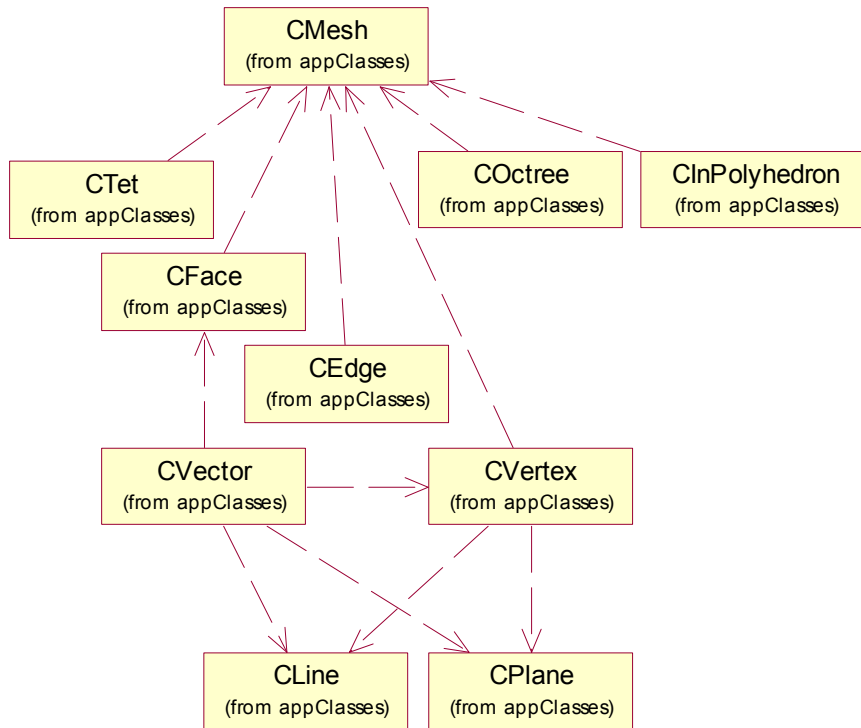 CMesh
(from appClasses)
CTet
(from appClasses)
COctree
(from appClasses)
CInPolyhedron
(from appClasses)
CFace
(from appClasses)
CEdge
(from appClasses)
CVector
(from appClasses)
CVertex
(from appClasses)
CLine
(from appClasses)
CPlane
(from appClasses)